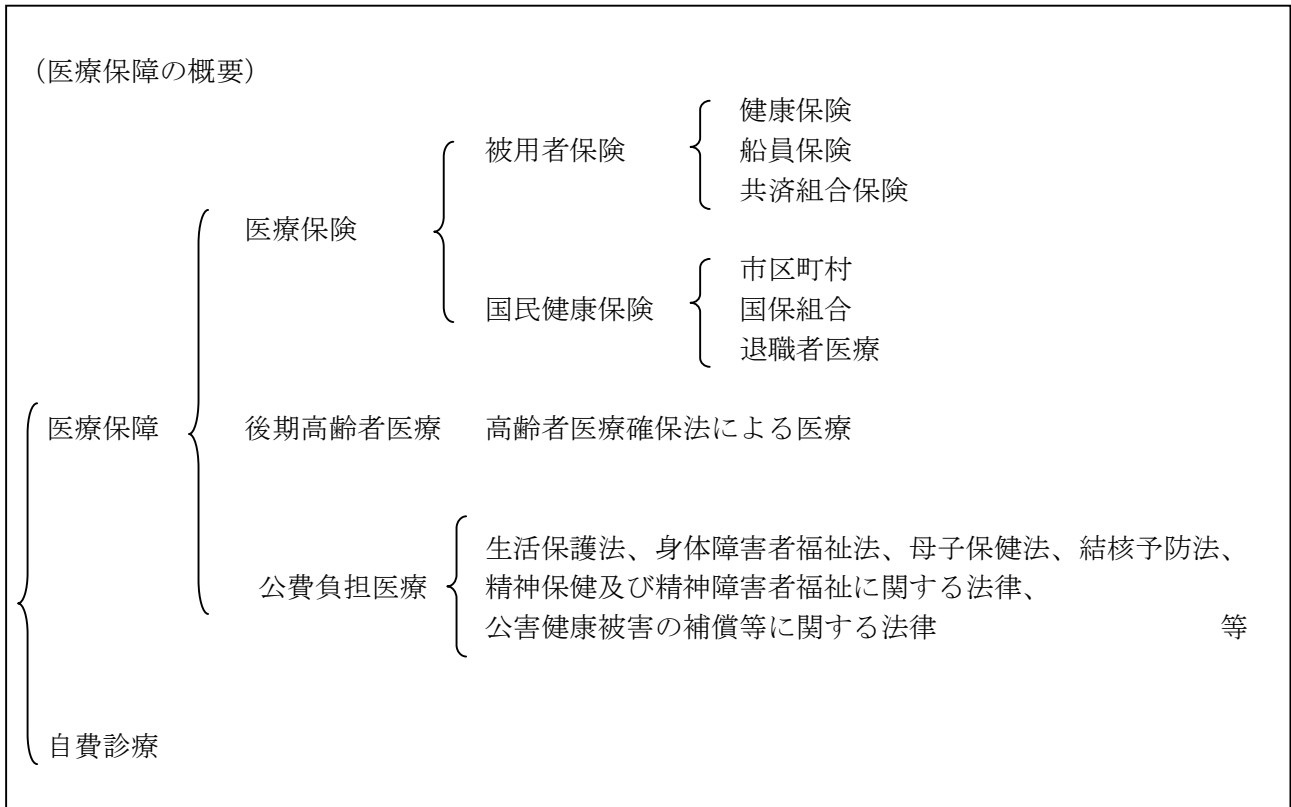 （医療保障の概要）
健康保険
被用者保険
船員保険
共済組合保険
医療保険
市区町村
国民健康保険
国保組合
退職者医療
医療保障
後期高齢者医療
高齢者医療確保法による医療
生活保護法、身体障害者福祉法、母子保健法、結核予防法、
公費負担医療
精神保健及び精神障害者福祉に関する法律、
公害健康被害の補償等に関する法律 等
自費診療